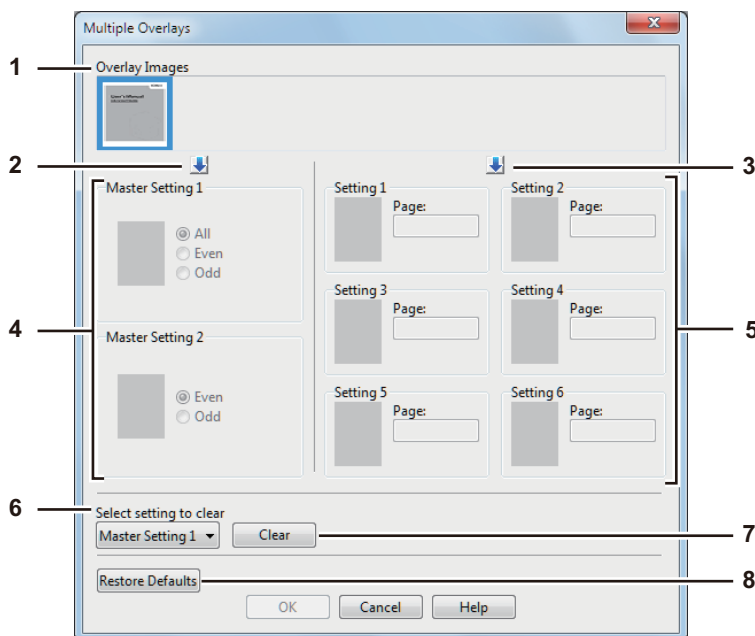 Multiple Overlays
1
Overlay Images
User's Manual
2
3
Master Setting 1
All
Even
Odd
Setting 1
Page:
Setting 2
Page:
4
5
Setting 3
Page:
Setting 4
Page:
Master Setting 2
Even
Odd
Setting 5
Page:
Setting 6
Page:
6
Select setting to clear
Master Setting 1
Clear
7
Restore Defaults
8
OK
Cancel
Help